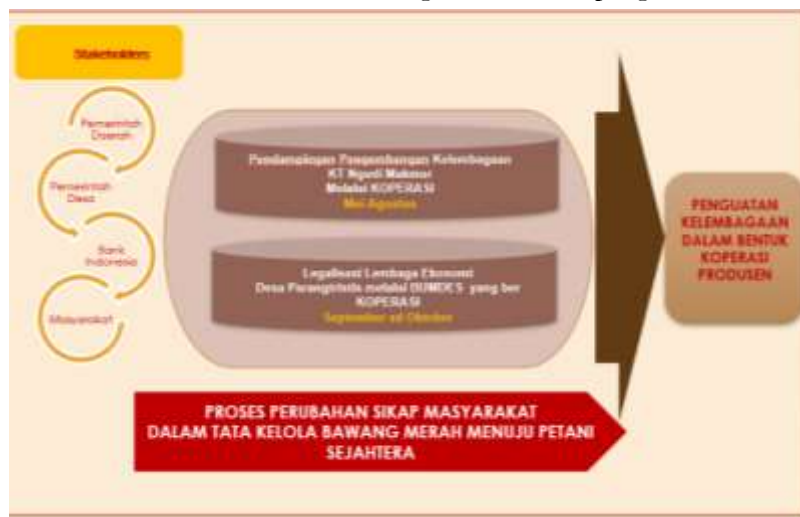 Stakeholders
Pemerintah
Daerah
Pemerintah
Desa
Bank
Indonesia
Masyarakat
Pendampingan Pengembangan Kelembagaan
KT Ngudi Makmur
Melalui KOPERASI
Mei Agustus
Legalisasi Lembaga Ekonomi
Desa Parangtritis melalui BUMDES yang ber
KOPERASI
September sd Oktober
PENGUATAN
KELEMBAGAAN
DALAM BENTUK
KOPERASI
PRODUSEN
PROSES PERUBAHAN SIKAP MASYARAKAT
DALAM TATA KELOLA BAWANG MERAH MENUJU PETANI
SEJAHTERA